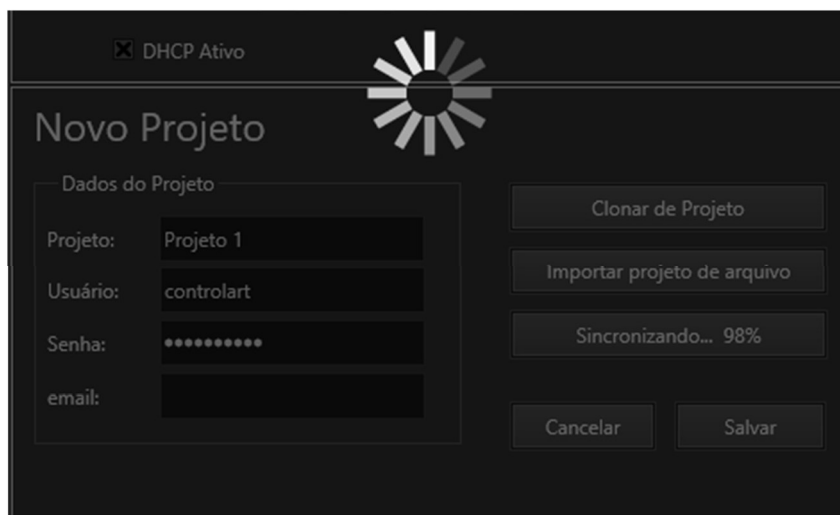 DHCP Ativo
Novo Projeto
Dados do Projeto
Projeto: Projeto 1
Usuário: controlart
Senha: ••••••••••
email:
Clonar de Projeto
Importar projeto de arquivo
Sincronizando... 98%
Cancelar Salvar